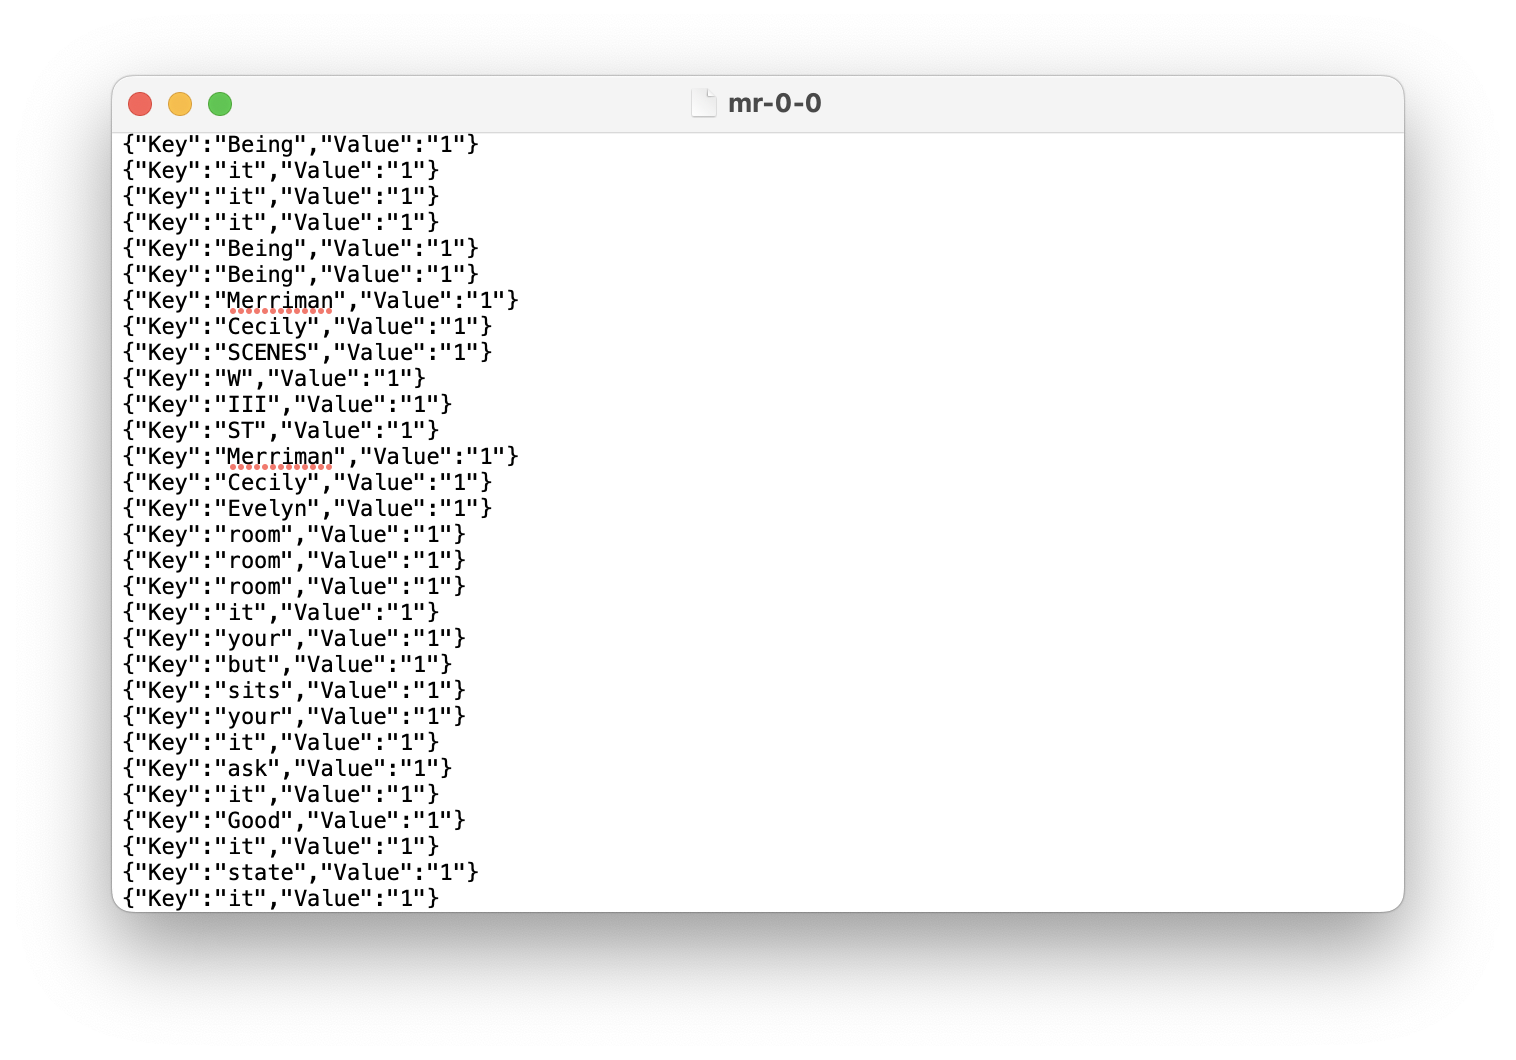 mr-0-0
{"Key":"Being","Value":"1"}
{"Key":"it","Value":"1"}
{"Key":"it","Value":"1"}
{"Key":"it","Value":"1"}
{"Key":"Being","Value":"1"}
{"Key":"Being","Value":"1"}
{"Key":"Merriman","Value":"1"}
{"Key":"Cecily","Value":"1"}
{"Key":"SCENES","Value":"1"}
{"Key":"W","Value":"1"}
{"Key":"III","Value":"1"}
{"Key":"ST","Value":"1"}
{"Key":"Merriman","Value":"1"}
{"Key":"Cecily","Value":"1"}
{"Key":"Evelyn","Value":"1"}
{"Key":"room","Value":"1"}
{"Key":"room","Value":"1"}
{"Key":"room","Value":"1"}
{"Key":"it","Value":"1"}
{"Key":"your","Value":"1"}
{"Key":"but","Value":"1"}
{"Key":"sits","Value":"1"}
{"Key":"your","Value":"1"}
{"Key":"it","Value":"1"}
{"Key":"ask","Value":"1"}
{"Key":"it","Value":"1"}
{"Key":"Good","Value":"1"}
{"Key":"it","Value":"1"}
{"Key":"state","Value":"1"}
{"Key":"it","Value":"1"}